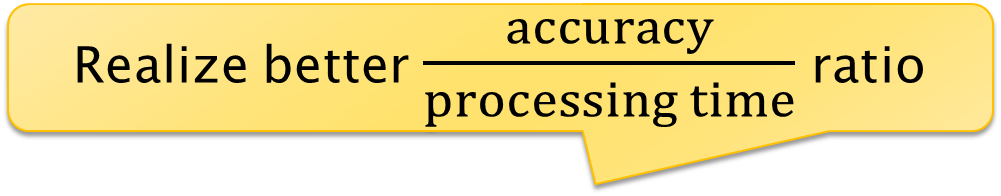 Realize better accuracy
processing time ratio